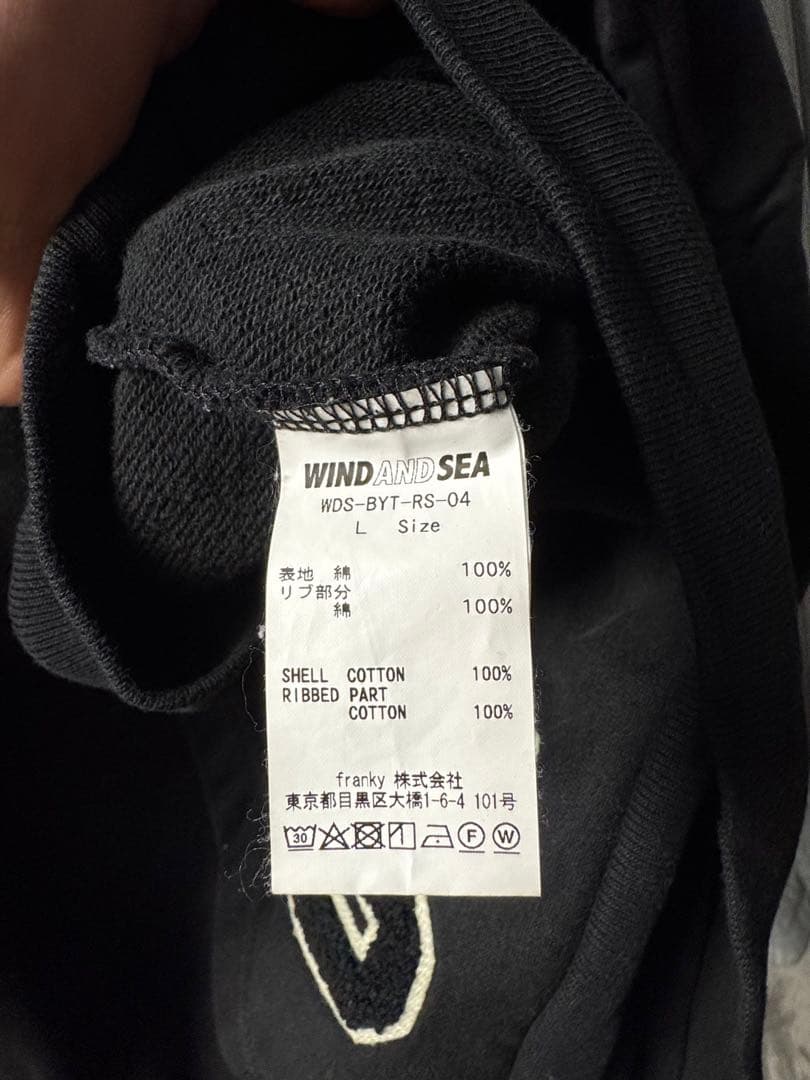 WINDANDSEA
WDS-BYT-RS-04
L Size
表地 綿 100%
リブ部分
綿 100%
SHELL COTTON 100%
RIBBED PART
COTTON 100%
franky 株式会社
東京都目黒区大橋1-6-4 101号
30 F W